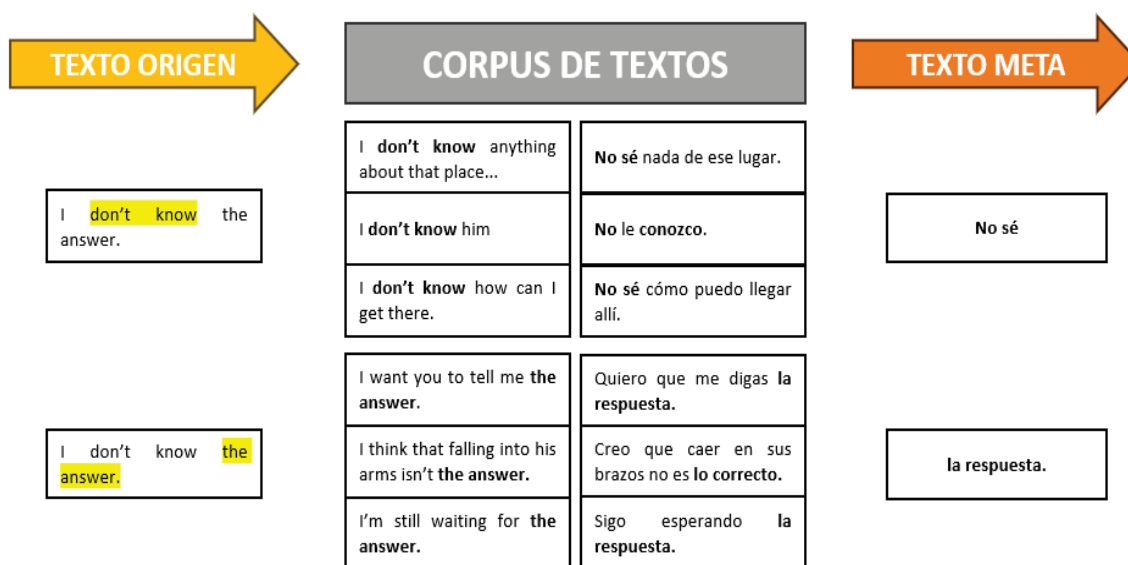 TEXTO ORIGEN
CORPUS DE TEXTOS
TEXTO META
I don’t know the
answer.
I don’t know anything
about that place...
No sé nada de ese lugar.
I don’t know him
No le conozco.
I don’t know how can I
get there.
No sé cómo puedo llegar
allí.
No sé
I don’t know the
answer.
I want you to tell me the
answer.
Quiero que me digas la
respuesta.
I think that falling into his
arms isn’t the answer.
Creo que caer en sus
brazos no es lo correcto.
I’m still waiting for the
answer.
Sigo esperando la
respuesta.
la respuesta.